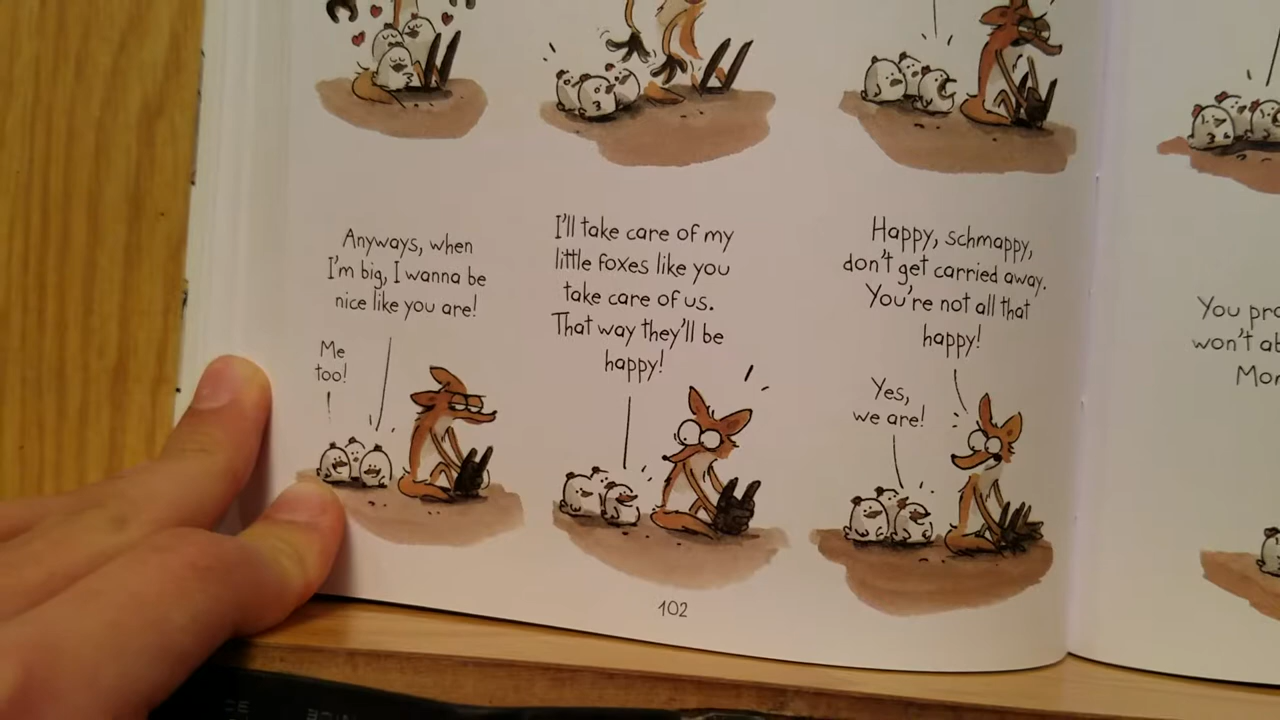 Anyways, when
I'm big, I wanna be
nice like you are!
Me
too!
I'll take care of my
little foxes like you
take care of us.
That way they'll be
happy!
Happy, schmappy,
don't get carried away.
You're not all that
happy!
Yes,
we are!
You
won't
102